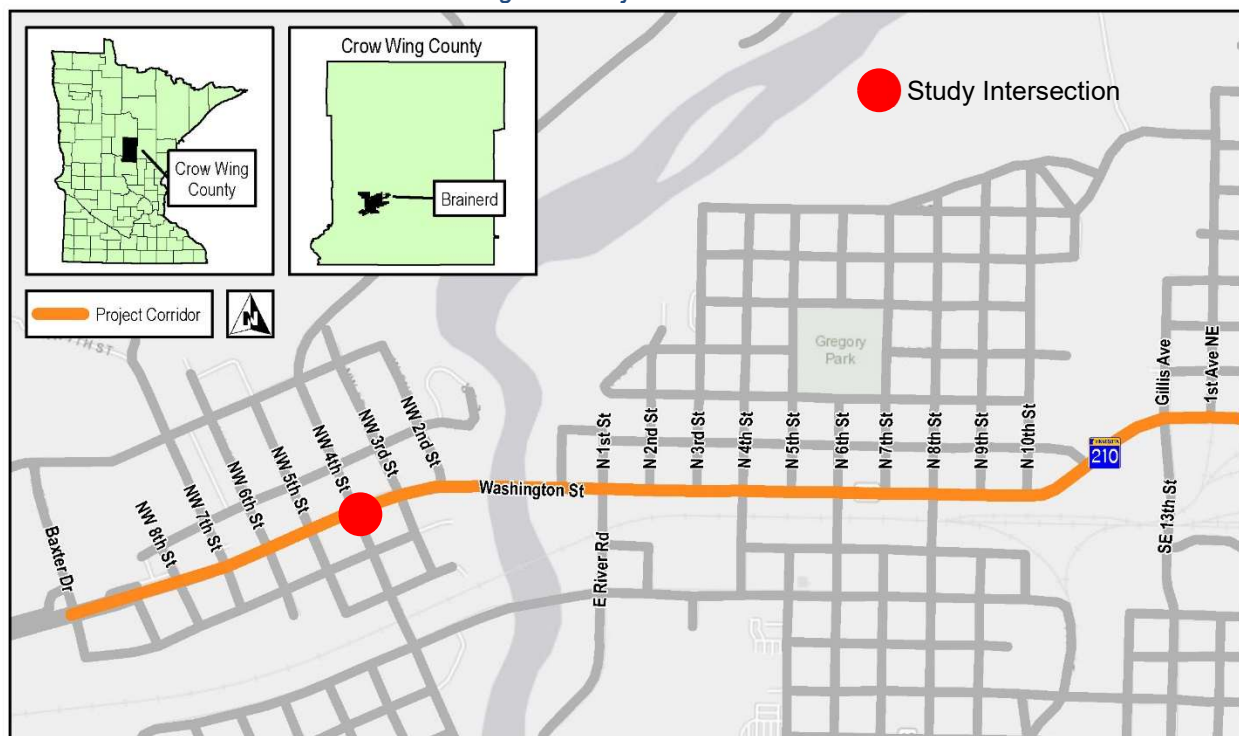 Crow Wing County
Study Intersection
Crow Wing
County
Brainerd
Project Corridor
N
Gregory
Park
Gillis Ave
1st Ave NE
NW 2nd St
NW 3rd St
NW 4th St
NW 5th St
NW 6th St
NW 7th St
NW 8th St
Baxter Dr
N 1st St
N 2nd St
N 3rd St
N 4th St
N 5th St
N 6th St
N 7th St
N 8th St
N 9th St
N 10th St
210
Washington St
E River Rd
SE 13th St